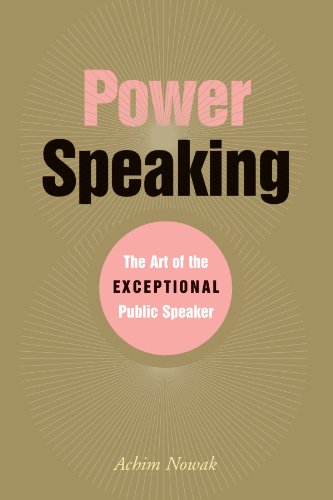 Power
Speaking
The Art of the
EXCEPTIONAL
Public Speaker
Achim Nowak